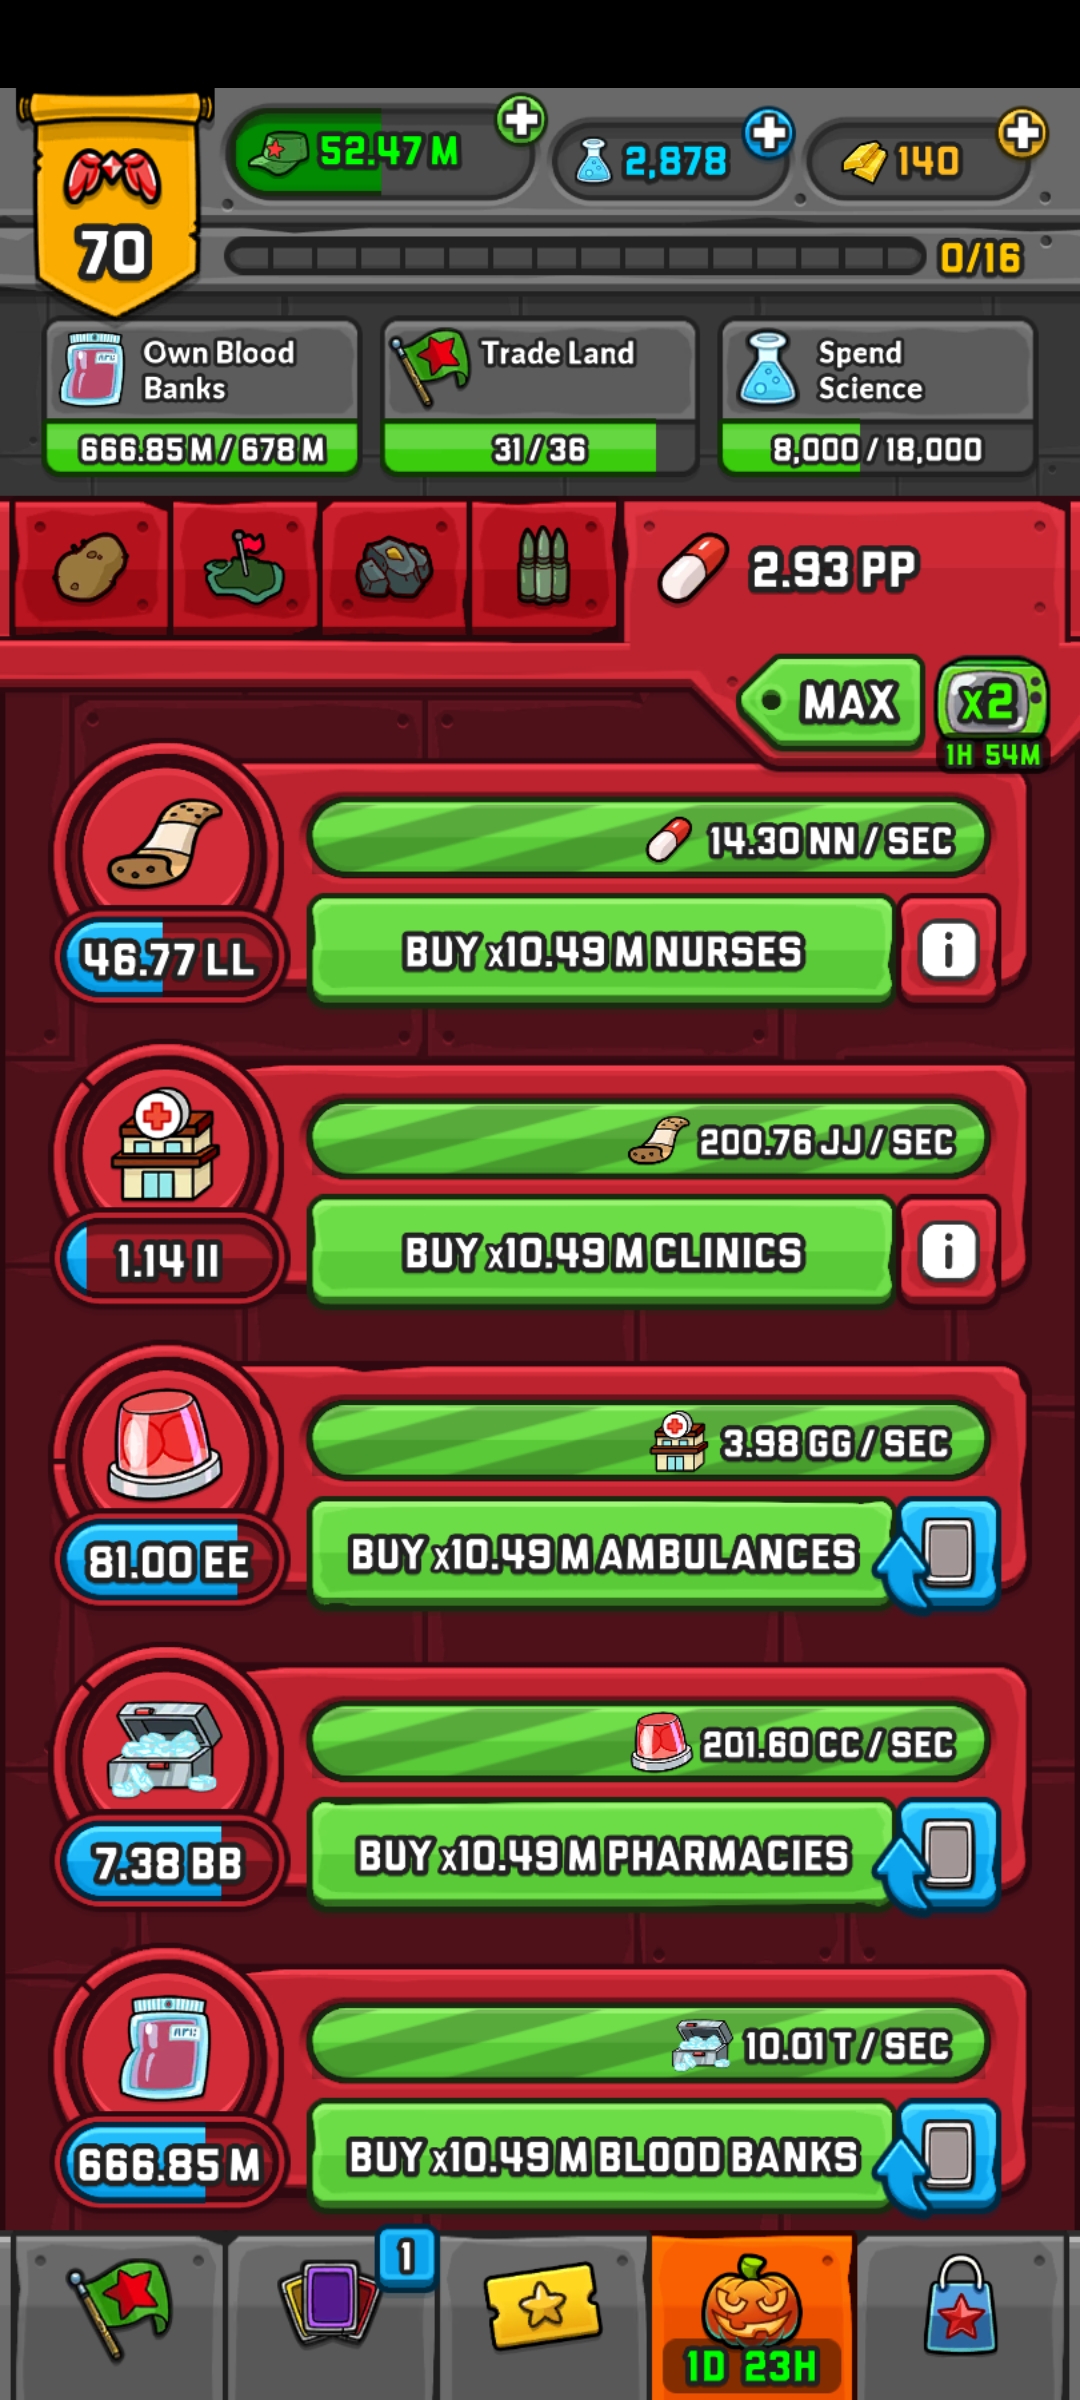 52.47 M
2,878
140
70
0/16
Own Blood
Banks
666.85 M / 678 M
Trade Land
31 / 36
Spend
Science
8,000 / 18,000
2.93 PP
MAX
x2
1H 54M
14.30 NN / SEC
46.77 LL
BUY x10.49 M NURSES
i
200.76 JJ / SEC
1.14 II
BUY x10.49 M CLINICS
i
3.98 GG / SEC
81.00 EE
BUY x10.49 M AMBULANCES
201.60 CC / SEC
7.38 BB
BUY x10.49 M PHARMACIES
10.01 T / SEC
666.85 M
BUY x10.49 M BLOOD BANKS
1
1D 23H